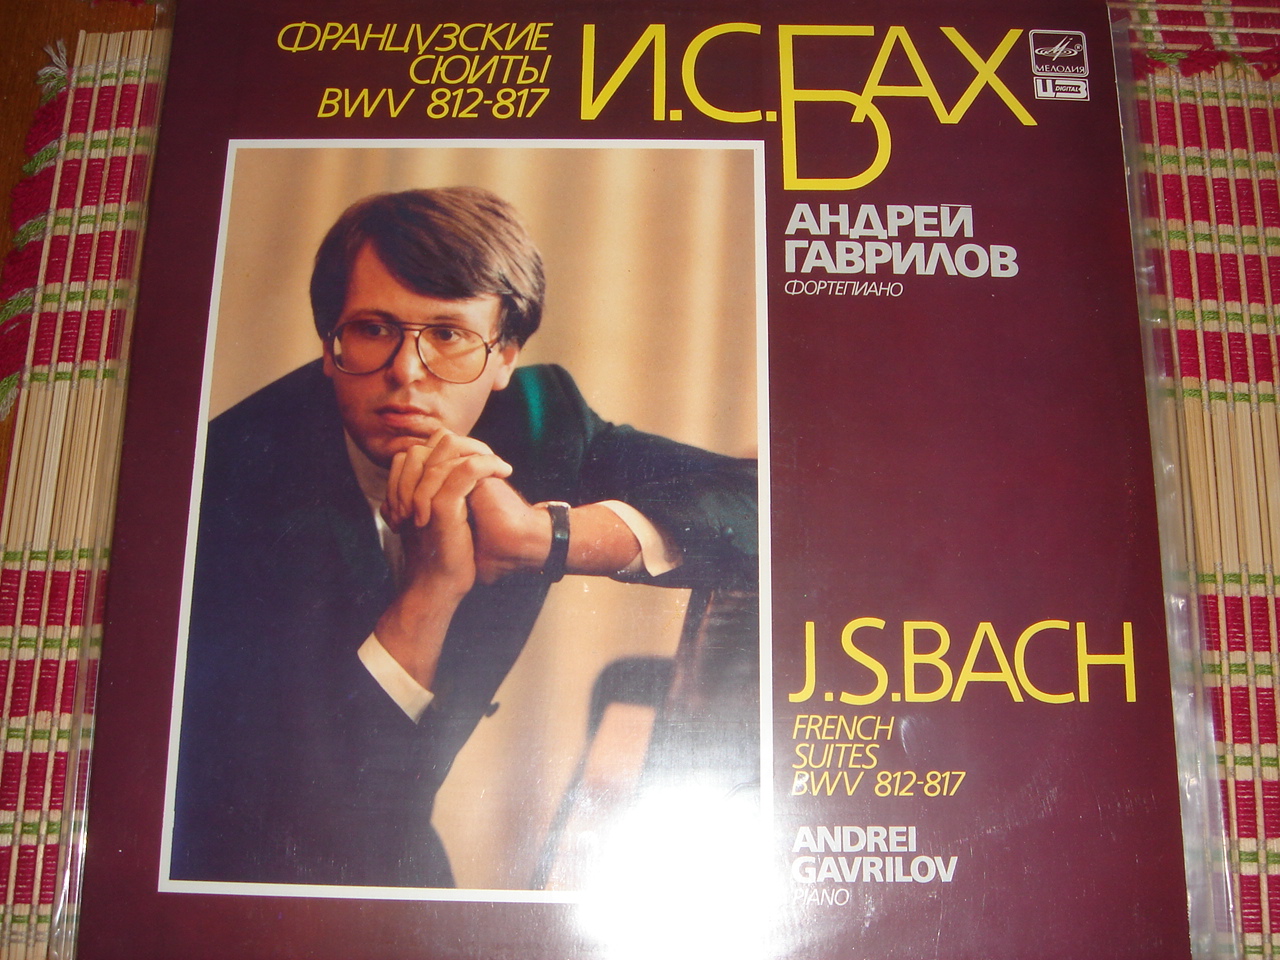 ФРАНЦУЗСКИЕ
СЮИТЫ
BWV 812-817
И.С.БАХ
МЕЛОДИЯ
ЦЗ DIGITAL
АНДРЕЙ
ГАВРИЛОВ
ФОРТЕПИАНО
J.S.BACH
FRENCH
SUITES
BWV 812-817
ANDREI
GAVRILOV
PIANO